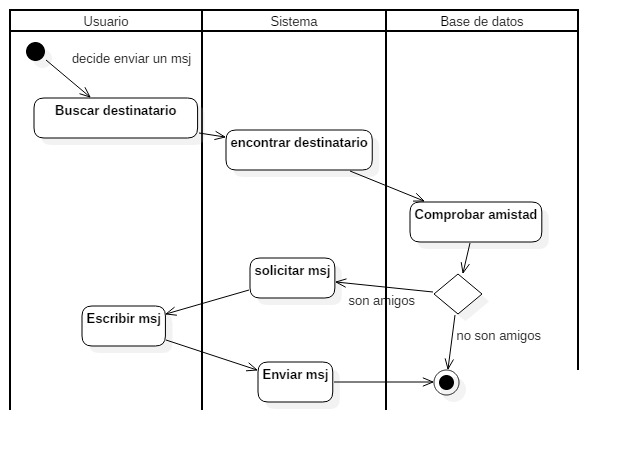 Usuario
Sistema
Base de datos
decide enviar un msj
Buscar destinatario
encontrar destinatario
Comprobar amistad
solicitar msj
son amigos
Escribir msj
no son amigos
Enviar msj